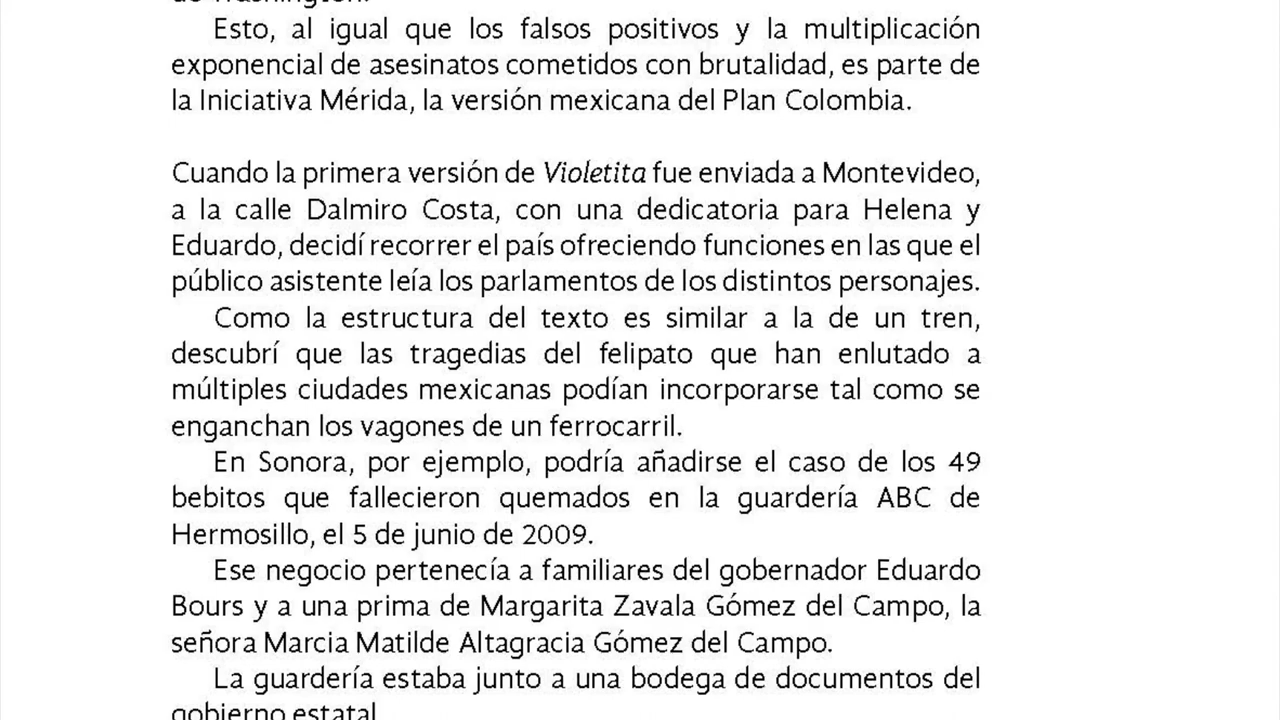 de Washington.
Esto, al igual que los falsos positivos y la multiplicación
exponencial de asesinatos cometidos con brutalidad, es parte de
la Iniciativa Mérida, la versión mexicana del Plan Colombia.
Cuando la primera versión de Violetita fue enviada a Montevideo,
a la calle Dalmiro Costa, con una dedicatoria para Helena y
Eduardo, decidí recorrer el país ofreciendo funciones en las que el
público asistente leía los parlamentos de los distintos personajes.
Como la estructura del texto es similar a la de un tren,
descubrí que las tragedias del felipato que han enlutado a
múltiples ciudades mexicanas podían incorporarse tal como se
enganchan los vagones de un ferrocarril.
En Sonora, por ejemplo, podría añadirse el caso de los 49
bebitos que fallecieron quemados en la guardería ABC de
Hermosillo, el 5 de junio de 2009.
Ese negocio pertenecía a familiares del gobernador Eduardo
Bours y a una prima de Margarita Zavala Gómez del Campo, la
señora Marcia Matilde Altagracia Gómez del Campo.
La guardería estaba junto a una bodega de documentos del
gobierno estatal